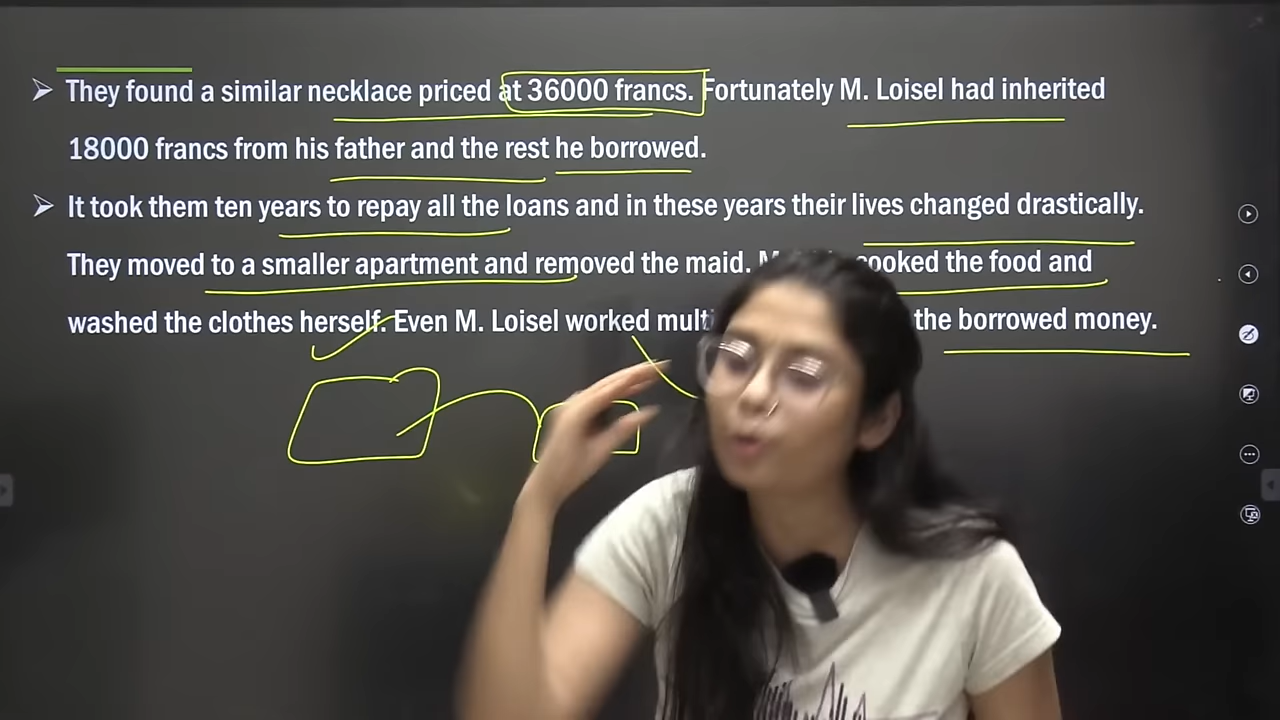 They found a similar necklace priced at 36000 francs. Fortunately M. Loisel had inherited
18000 francs from his father and the rest he borrowed.
It took them ten years to repay all the loans and in these years their lives changed drastically.
They moved to a smaller apartment and removed the maid. cooked the food and
washed the clothes herself. Even M. Loisel worked the borrowed money.